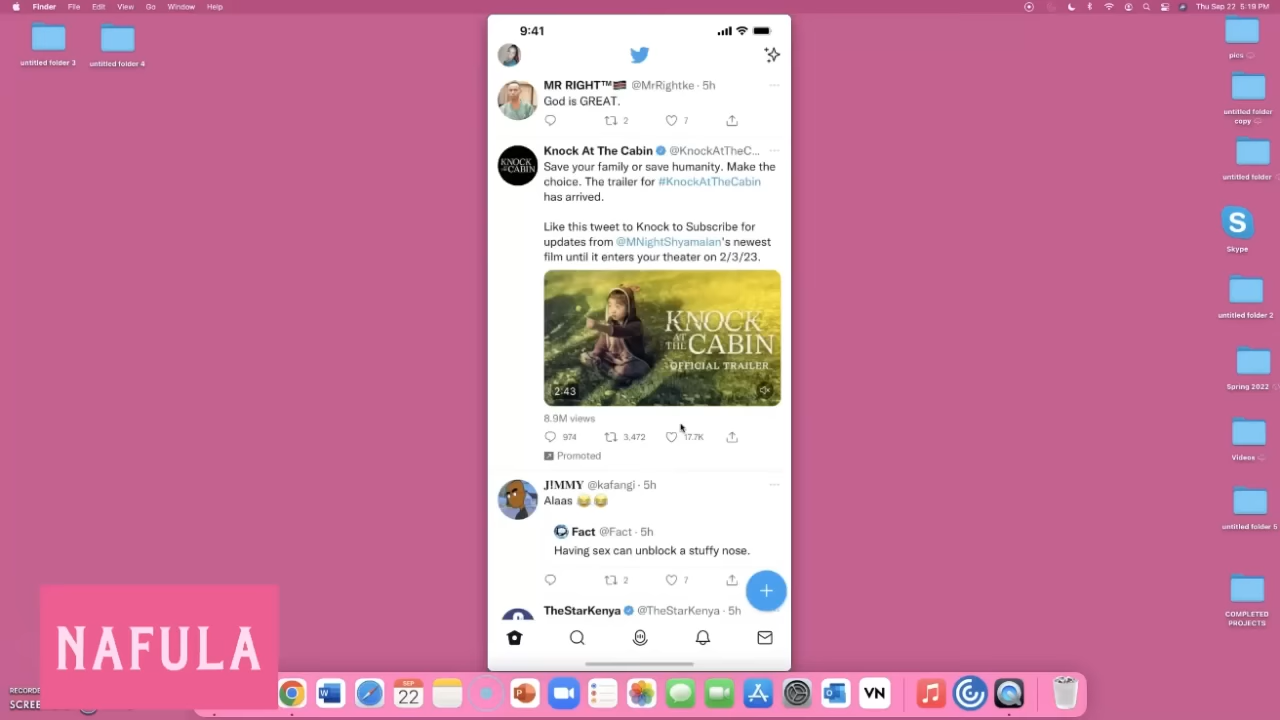 Finder File Edit View Go Window Help
Thu Sep 22 5:19 PM
untitled folder 3
untitled folder 4
pics
untitled folder copy
untitled folder
Skype
untitled folder 2
Spring 2022
Videos
untitled folder 5
COMPLETED PROJECTS
9:41
MR RIGHT™ @MrRightke · 5h
God is GREAT.
2 7
Knock At The Cabin @KnockAtTheC...
KNOCK AT THE CABIN
Save your family or save humanity. Make the
choice. The trailer for #KnockAtTheCabin
has arrived.
Like this tweet to Knock to Subscribe for
updates from @MNightShyamalan's newest
film until it enters your theater on 2/3/23.
KNOCK
AT THE CABIN
OFFICIAL TRAILER
2:43
8.9M views
974 3,472 17.7K
Promoted
J!MMY @kafangi · 5h
Alaas 😂 😂
Fact @Fact · 5h
Having sex can unblock a stuffy nose.
2 7
TheStarKenya @TheStarKenya · 5h
NAFULA
SEP
22
VN